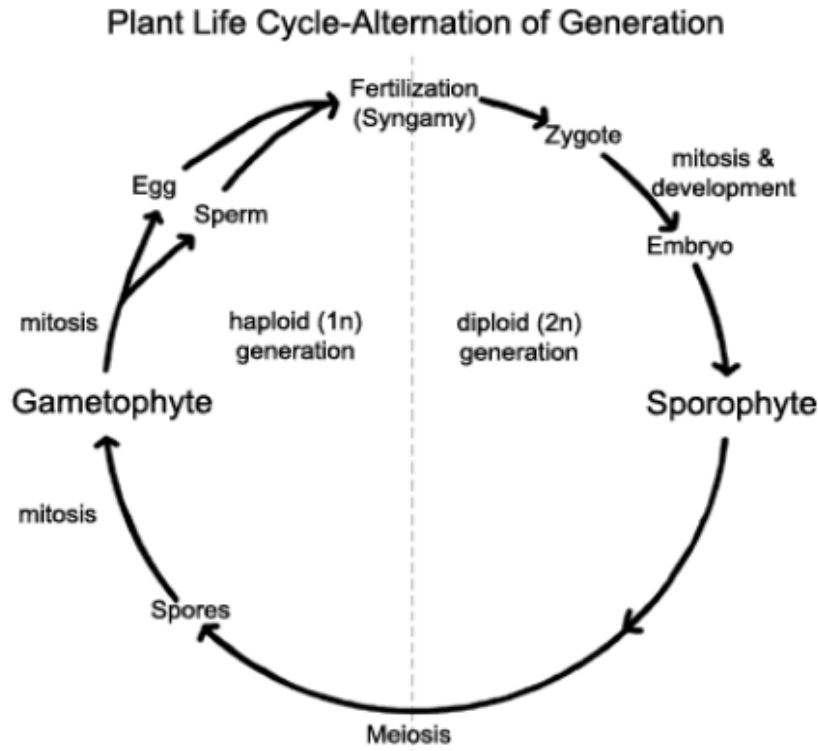 Plant Life Cycle-Alternation of Generation
Fertilization
(Syngamy)
Zygote
mitosis &
development
Embryo
Egg
Sperm
mitosis
haploid (1n)
generation
diploid (2n)
generation
Gametophyte
Sporophyte
mitosis
Spores
Meiosis